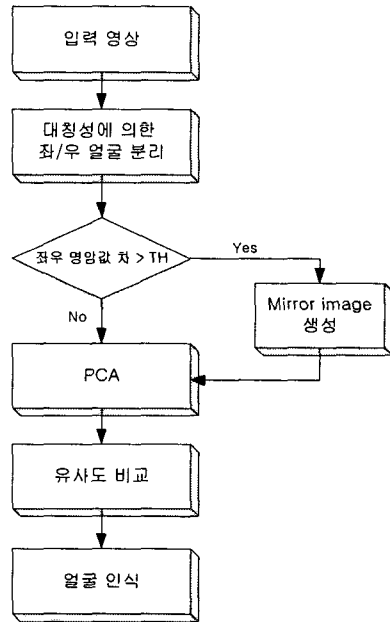 입력 영상
대칭성에 의한
좌/우 얼굴 분리
좌우 명암값 차 > TH
Yes
No
Mirror image
생성
PCA
유사도 비교
얼굴 인식